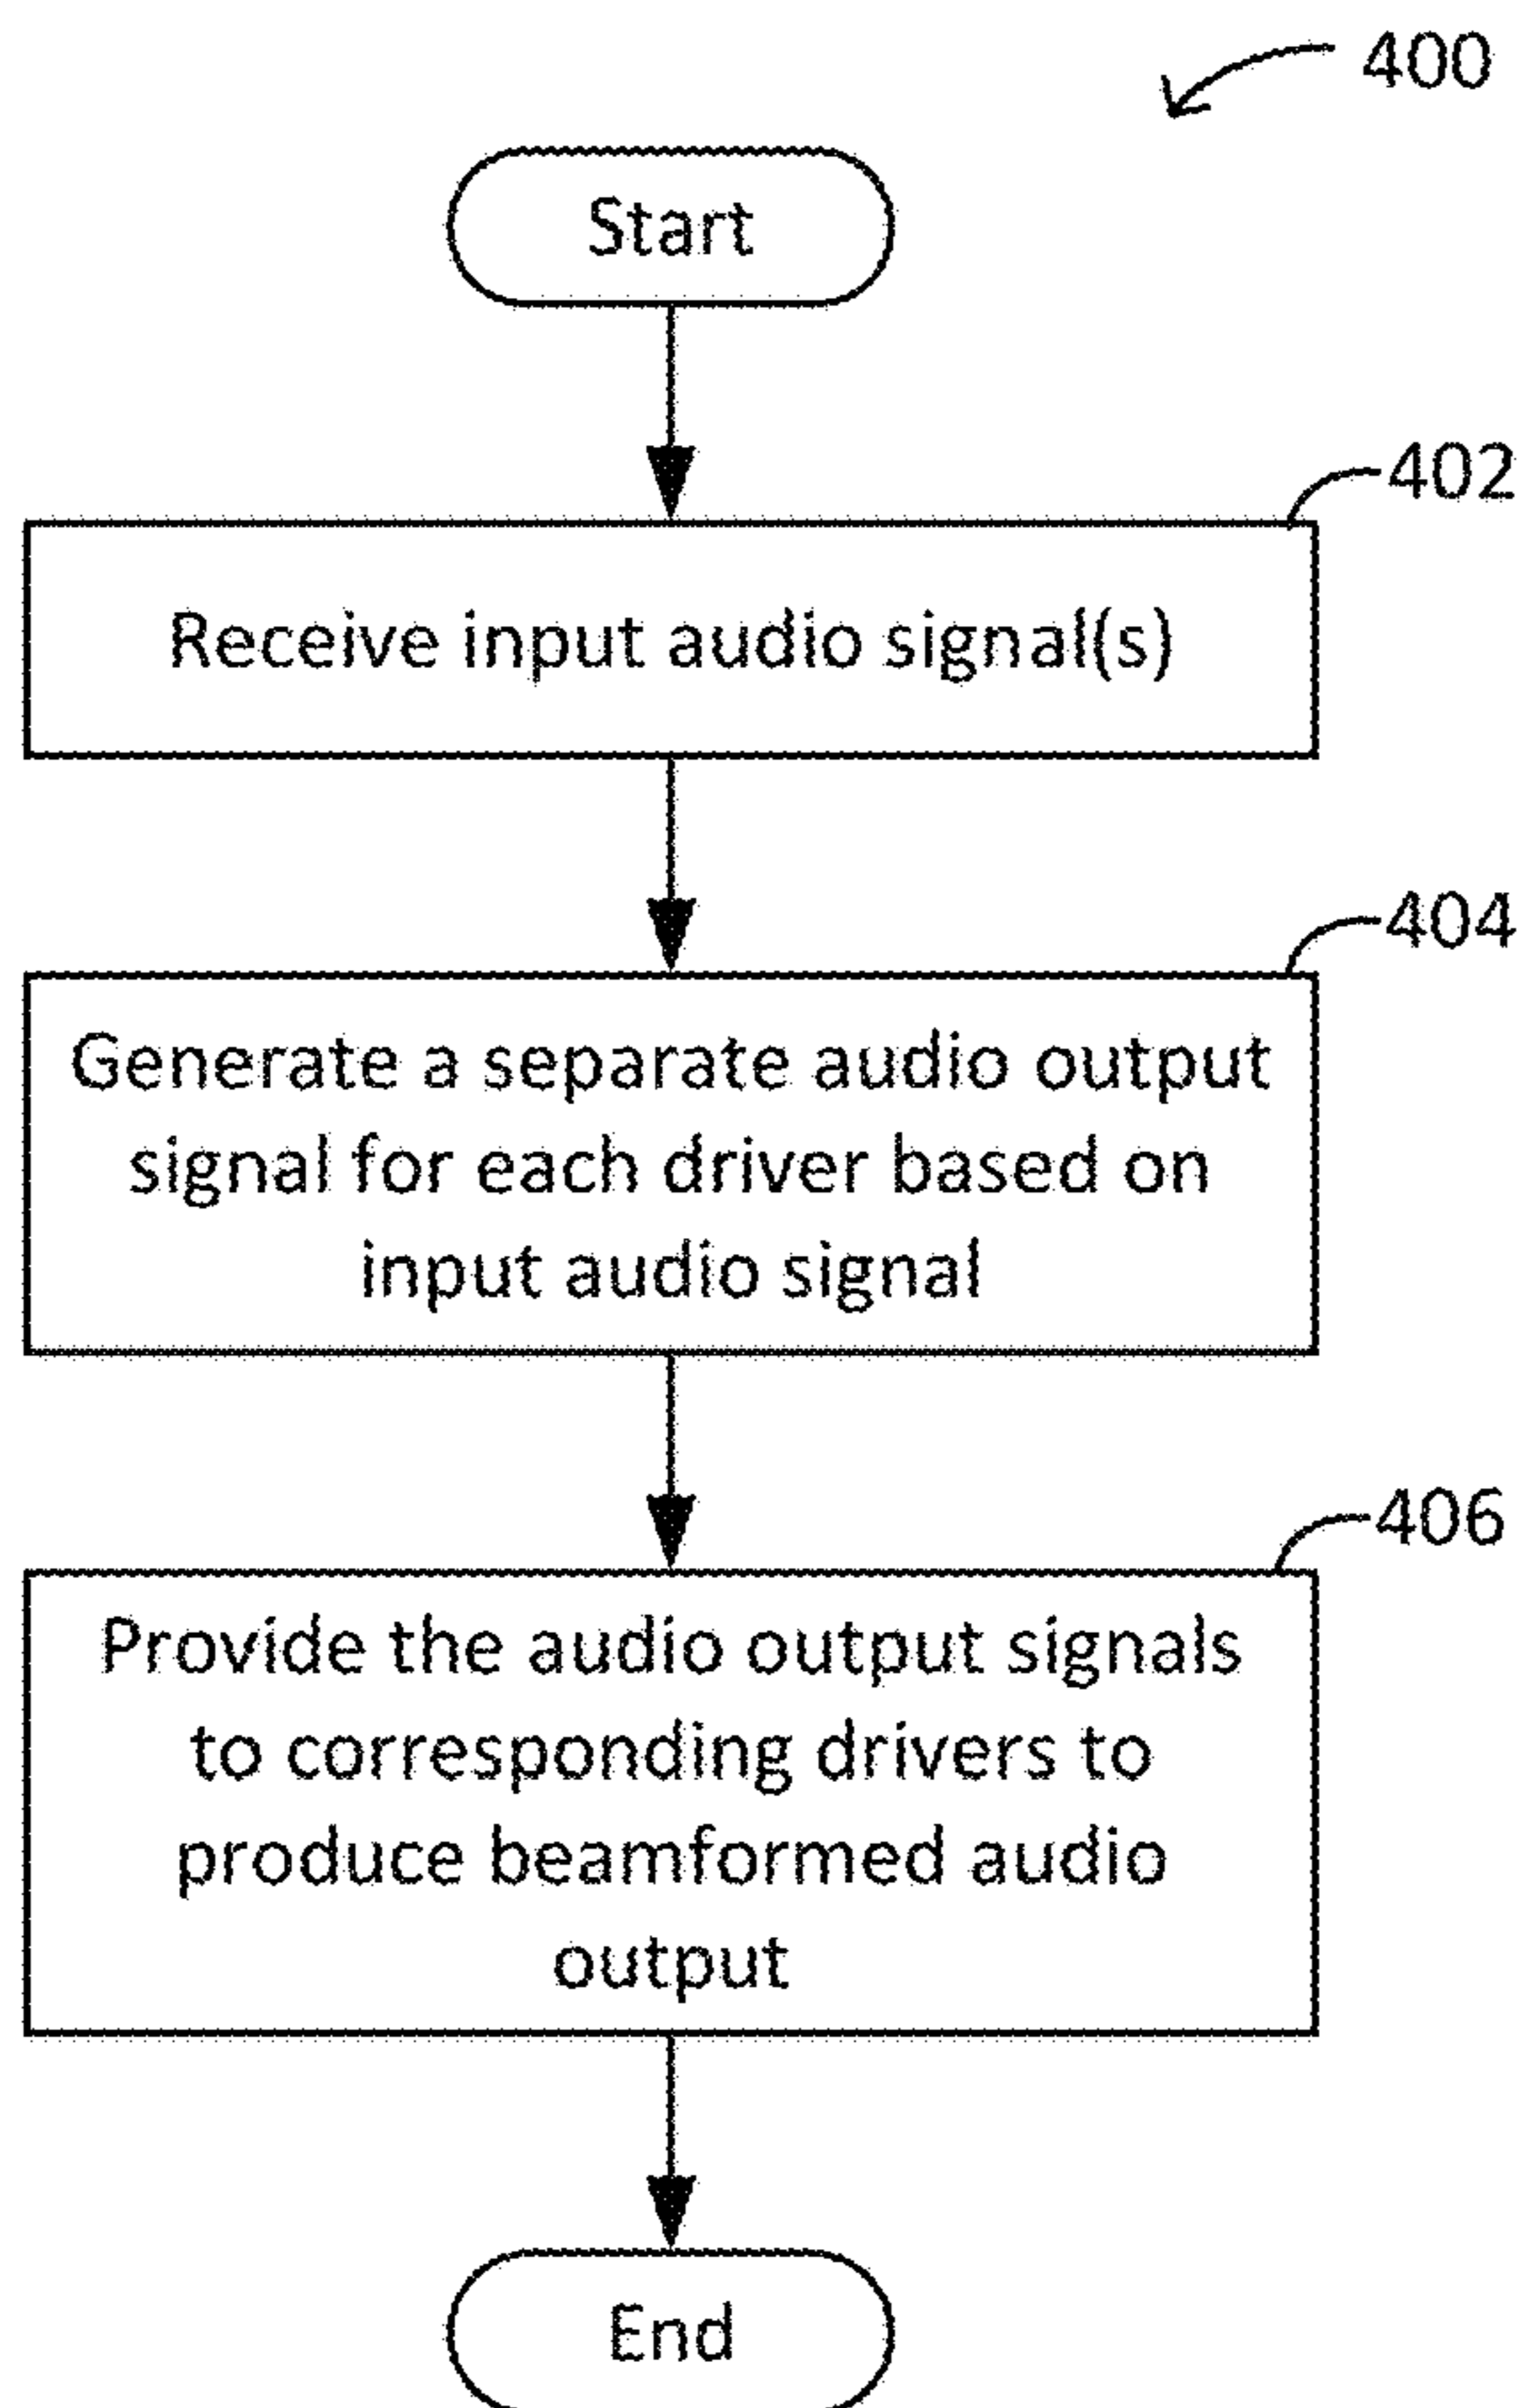 400
Start
402
Receive input audio signal(s)
404
Generate a separate audio output
signal for each driver based on
input audio signal
406
Provide the audio output signals
to corresponding drivers to
produce beamformed audio
output
End